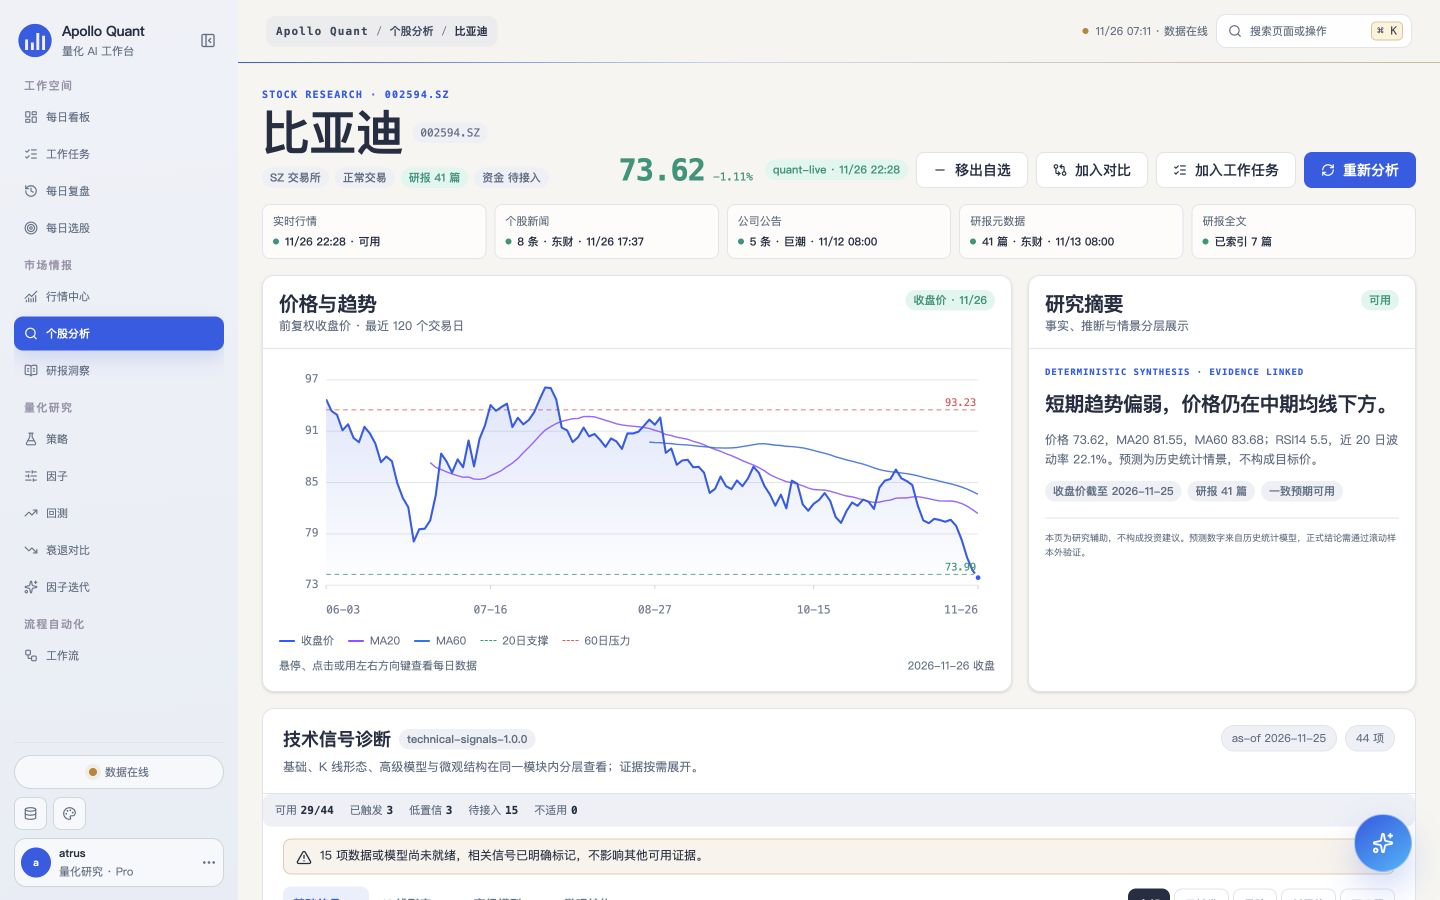 Apollo Quant
量化 AI 工作台
工作空间
每日看板
工作任务
每日复盘
每日选股
市场情报
行情中心
个股分析
研报洞察
量化研究
策略
因子
回测
衰退对比
因子迭代
流程自动化
工作流
数据在线
a
atrus
量化研究 · Pro
Apollo Quant / 个股分析 / 比亚迪
11/26 07:11 · 数据在线
搜索页面或操作
⌘ K
STOCK RESEARCH · 002594.SZ
比亚迪 002594.SZ
SZ 交易所 正常交易 研报 41 篇 资金 待接入
73.62 −1.11% quant-live · 11/26 22:28
移出自选 加入对比 加入工作任务 重新分析
实时行情
11/26 22:28 · 可用
个股新闻
8 条 · 东财 · 11/26 17:37
公司公告
5 条 · 巨潮 · 11/12 08:00
研报元数据
41 篇 · 东财 · 11/13 08:00
研报全文
已索引 7 篇
价格与趋势
收盘价 · 11/26
前复权收盘价 · 最近 120 个交易日
97
91
85
79
73
93.23
73.99
06-03 07-16 08-27 10-15 11-26
收盘价 MA20 MA60 20日支撑 60日压力
悬停、点击或用左右方向键查看每日数据
2026-11-26 收盘
研究摘要
可用
事实、推断与情景分层展示
DETERMINISTIC SYNTHESIS · EVIDENCE LINKED
短期趋势偏弱，价格仍在中期均线下方。
价格 73.62，MA20 81.55，MA60 83.68；RSI14 5.5，近 20 日波
动率 22.1%。预测为历史统计情景，不构成目标价。
收盘价截至 2026-11-25 研报 41 篇 一致预期可用
本页为研究辅助，不构成投资建议。预测数字来自历史统计模型，正式结论需通过滚动样
本外验证。
技术信号诊断 technical-signals-1.0.0
as-of 2026-11-25 44 项
基础、K 线形态、高级模型与微观结构在同一模块内分层查看；证据按需展开。
可用 29/44 已触发 3 低置信 3 待接入 15 不适用 0
15 项数据或模型尚未就绪，相关信号已明确标记，不影响其他可用证据。